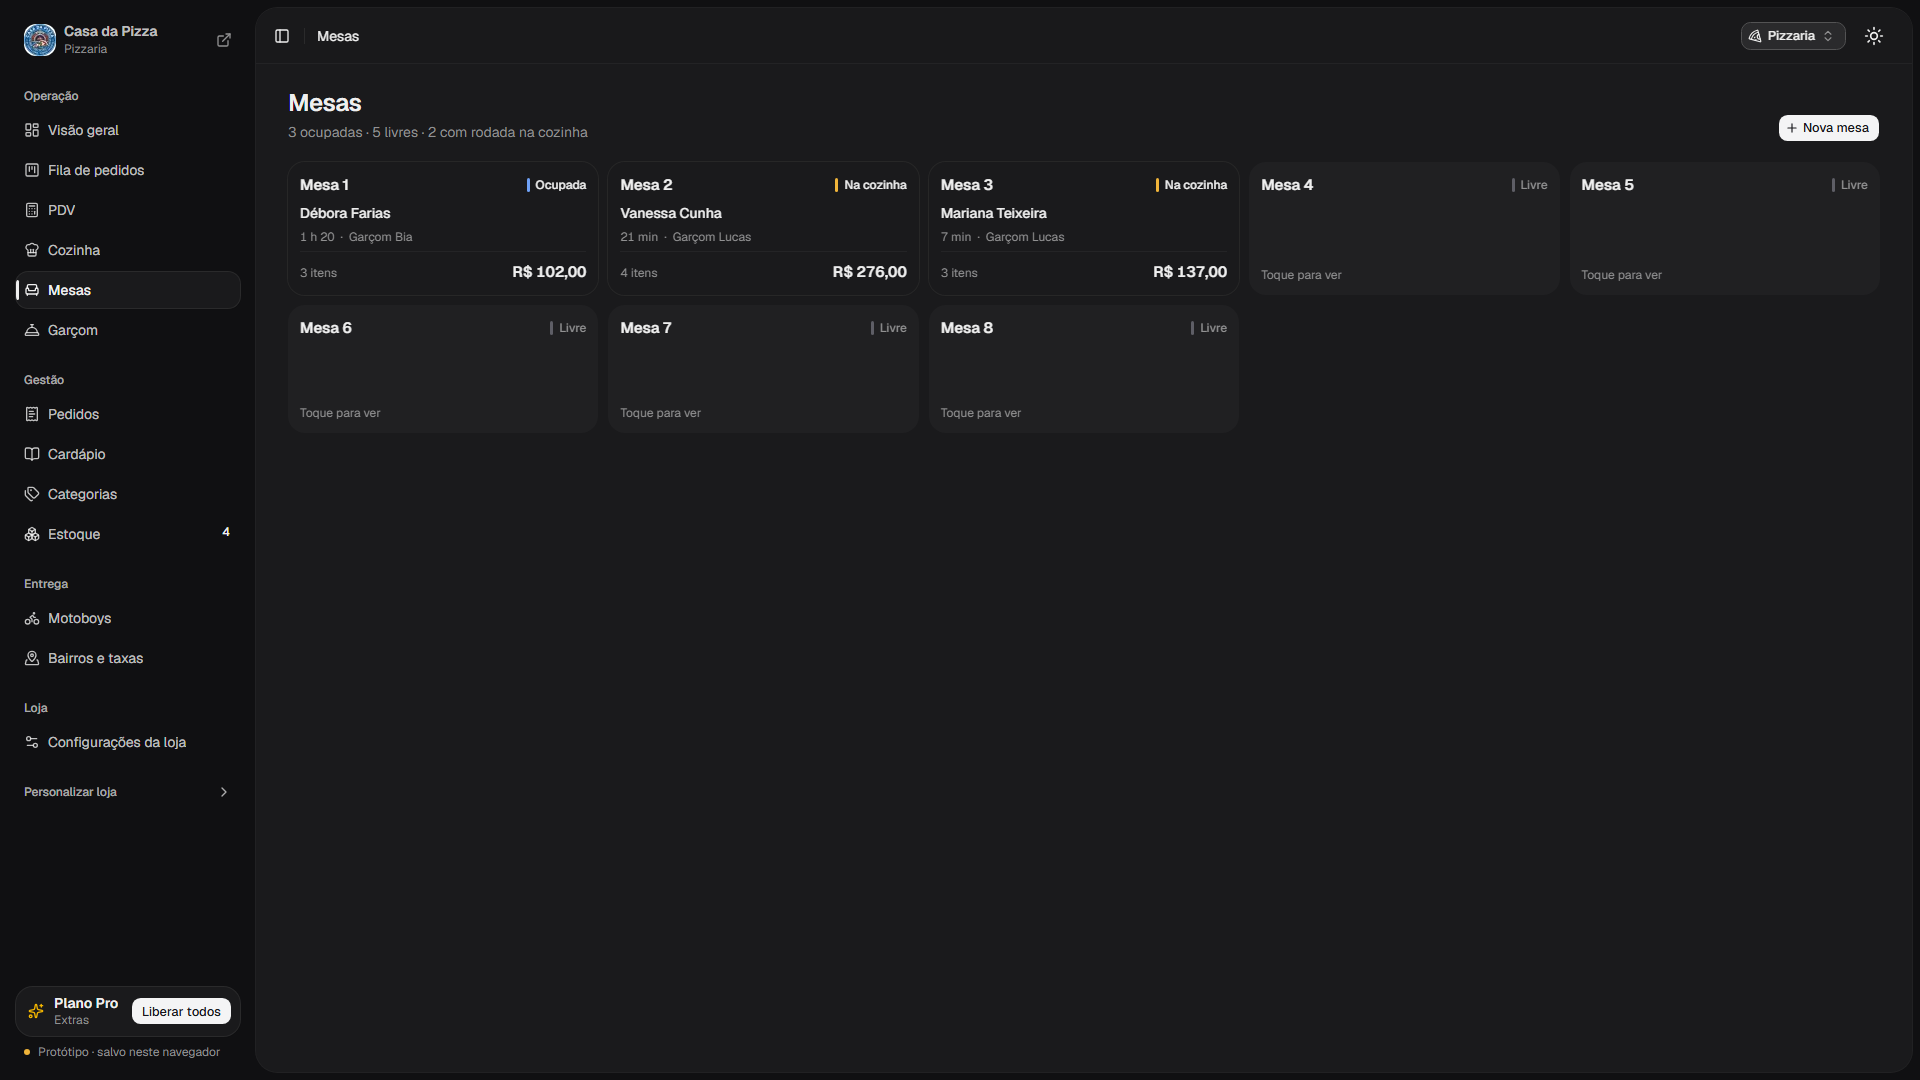 Casa da Pizza
Pizzaria
Operação
Visão geral
Fila de pedidos
PDV
Cozinha
Mesas
Garçom
Gestão
Pedidos
Cardápio
Categorias
Estoque 4
Entrega
Motoboys
Bairros e taxas
Loja
Configurações da loja
Personalizar loja
Plano Pro
Extras
Liberar todos
Protótipo · salvo neste navegador
Mesas
Pizzaria
Mesas
3 ocupadas · 5 livres · 2 com rodada na cozinha
+ Nova mesa
Mesa 1 Ocupada
Débora Farias
1 h 20 · Garçom Bia
3 itens R$ 102,00
Mesa 2 Na cozinha
Vanessa Cunha
21 min · Garçom Lucas
4 itens R$ 276,00
Mesa 3 Na cozinha
Mariana Teixeira
7 min · Garçom Lucas
3 itens R$ 137,00
Mesa 4 Livre
Toque para ver
Mesa 5 Livre
Toque para ver
Mesa 6 Livre
Toque para ver
Mesa 7 Livre
Toque para ver
Mesa 8 Livre
Toque para ver